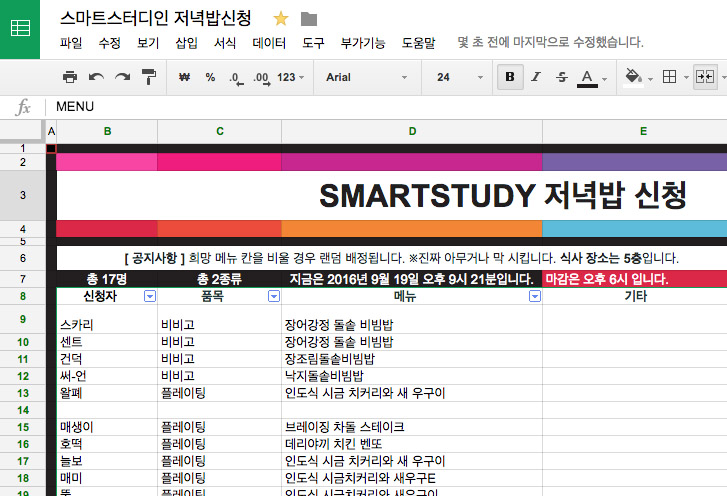 스마트스터디인 저녁밥신청
파일 수정 보기 삽입 서식 데이터 도구 부가기능 도움말 몇 초 전에 마지막으로 수정했습니다.
₩ % .0 .00 123 Arial 24 B I S A
fx MENU
A B C D E
1
2
3 SMARTSTUDY 저녁밥 신청
4
5
6 [ 공지사항 ] 희망 메뉴 칸을 비울 경우 랜덤 배정됩니다. ※진짜 아무거나 막 시킵니다. 식사 장소는 5층입니다.
7 총 17명 총 2종류 지금은 2016년 9월 19일 오후 9시 21분입니다. 마감은 오후 6시 입니다.
8 신청자 품목 메뉴 기타
9 스카리 비비고 장어강정 돌솥 비빔밥
10 센트 비비고 장어강정 돌솥 비빔밥
11 건덕 비비고 장조림돌솥비빔밥
12 써-언 비비고 낙지돌솥비빔밥
13 왈폐 플레이팅 인도식 시금 치커리와 새 우구이
14
15 매생이 플레이팅 브레이징 차돌 스테이크
16 호떡 플레이팅 데리야끼 치킨 벤또
17 늘보 플레이팅 인도식 시금 치커리와 새 우구이
18 매미 플레이팅 인도식 시금치커리와 새우구E
19 플레이팅 인도식 시금치커리와 새우구이